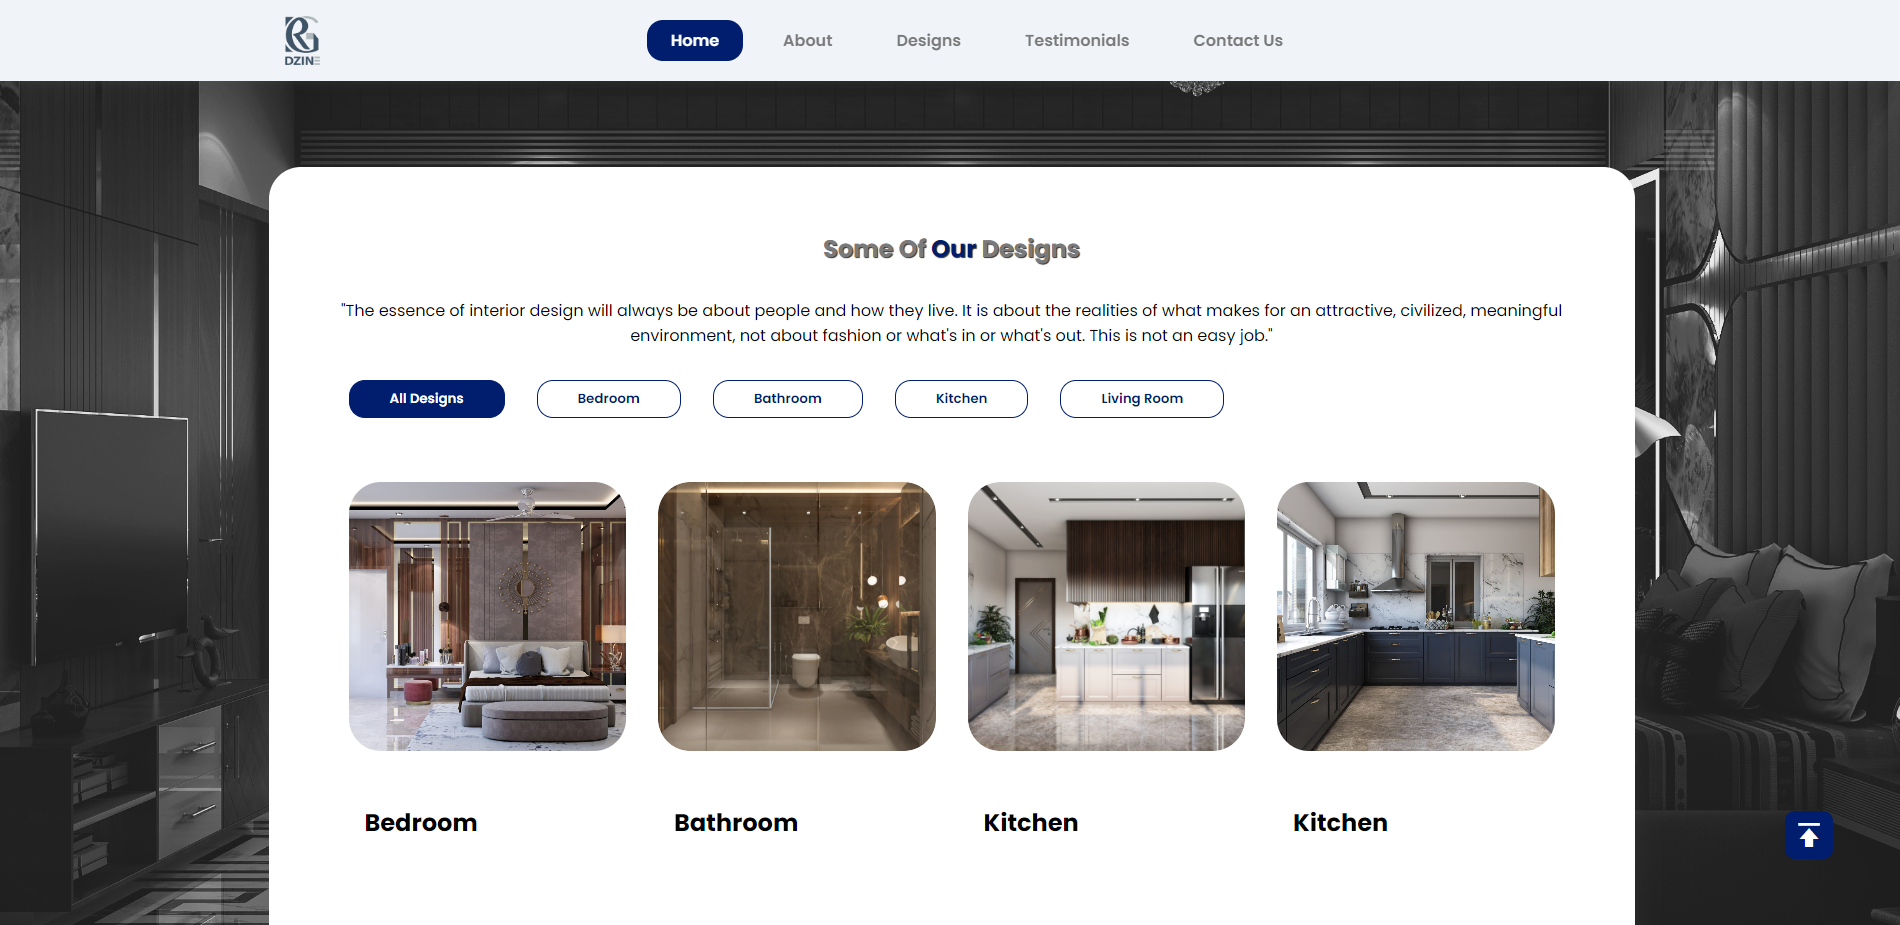 RG
DZINE
Home
About
Designs
Testimonials
Contact Us
Some Of Our Designs
"The essence of interior design will always be about people and how they live. It is about the realities of what makes for an attractive, civilized, meaningful
environment, not about fashion or what's in or what's out. This is not an easy job."
All Designs
Bedroom
Bathroom
Kitchen
Living Room
Bedroom
Bathroom
Kitchen
Kitchen